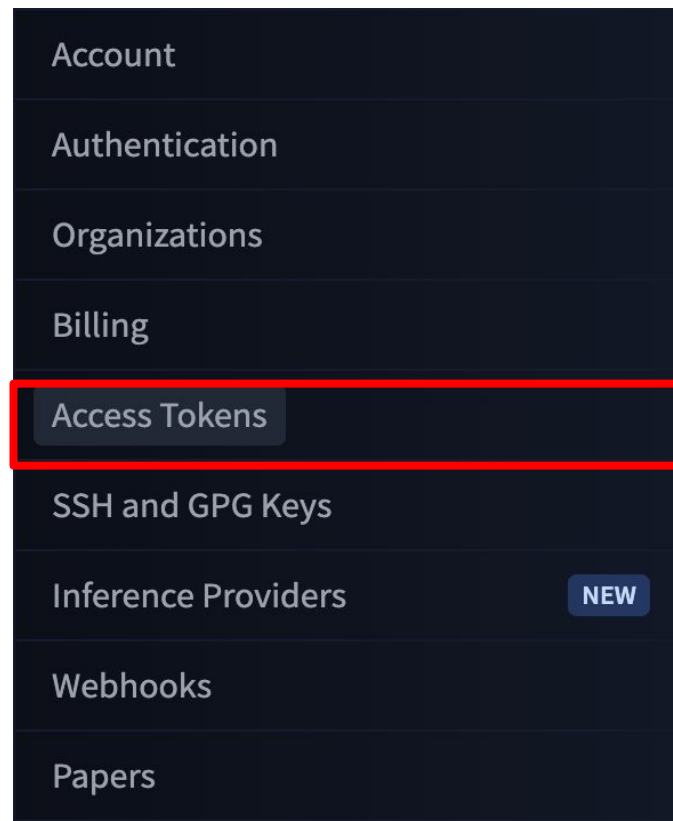 Account
Authentication
Organizations
Billing
Access Tokens
SSH and GPG Keys
Inference Providers NEW
Webhooks
Papers